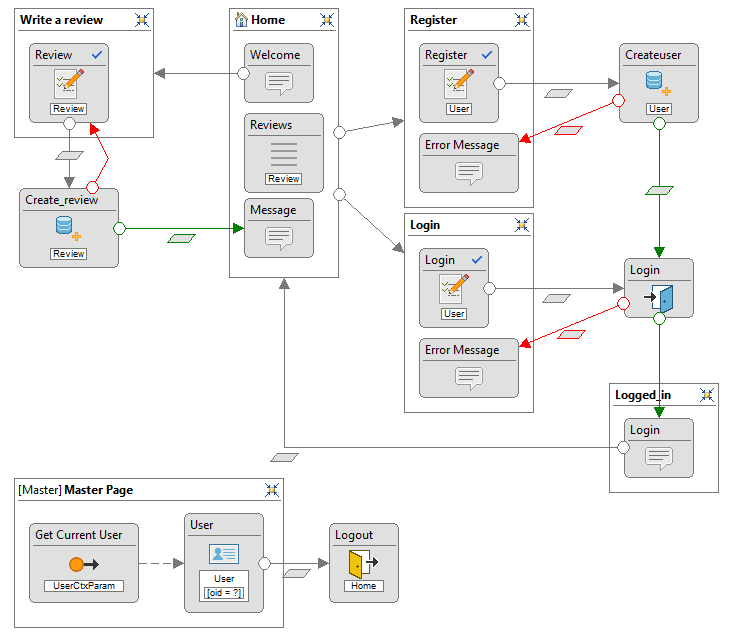 Write a review
Review
Review
Create_review
Review
Home
Welcome
Reviews
Review
Message
Register
Register
User
Error Message
Createuser
User
Login
Login
User
Error Message
Login
Logged_in
Login
[Master] Master Page
Get Current User
UserCtxParam
User
User
[oid = ?]
Logout
Home